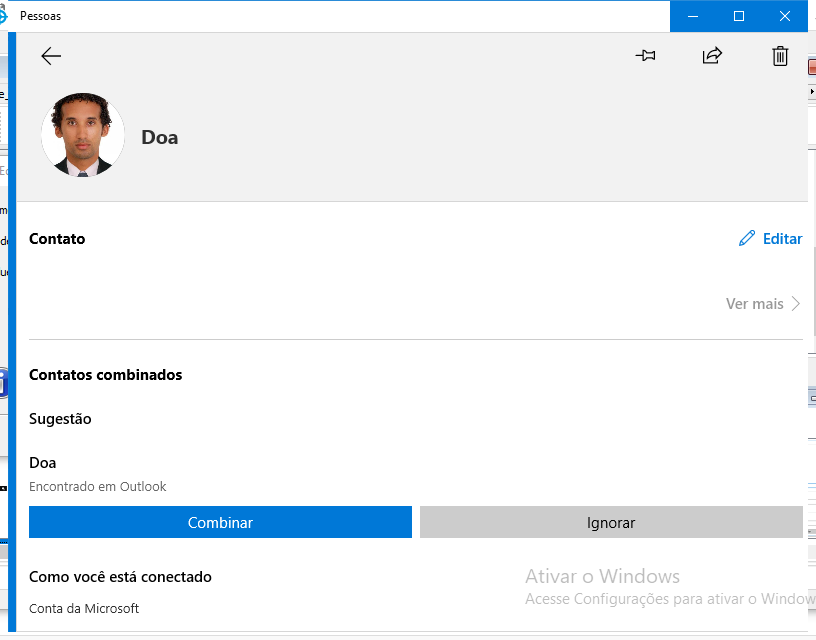 Pessoas
Doa
Contato
Editar
Ver mais
Contatos combinados
Sugestão
Doa
Encontrado em Outlook
Combinar
Ignorar
Como você está conectado
Ativar o Windows
Acesse Configurações para ativar o Window
Conta da Microsoft